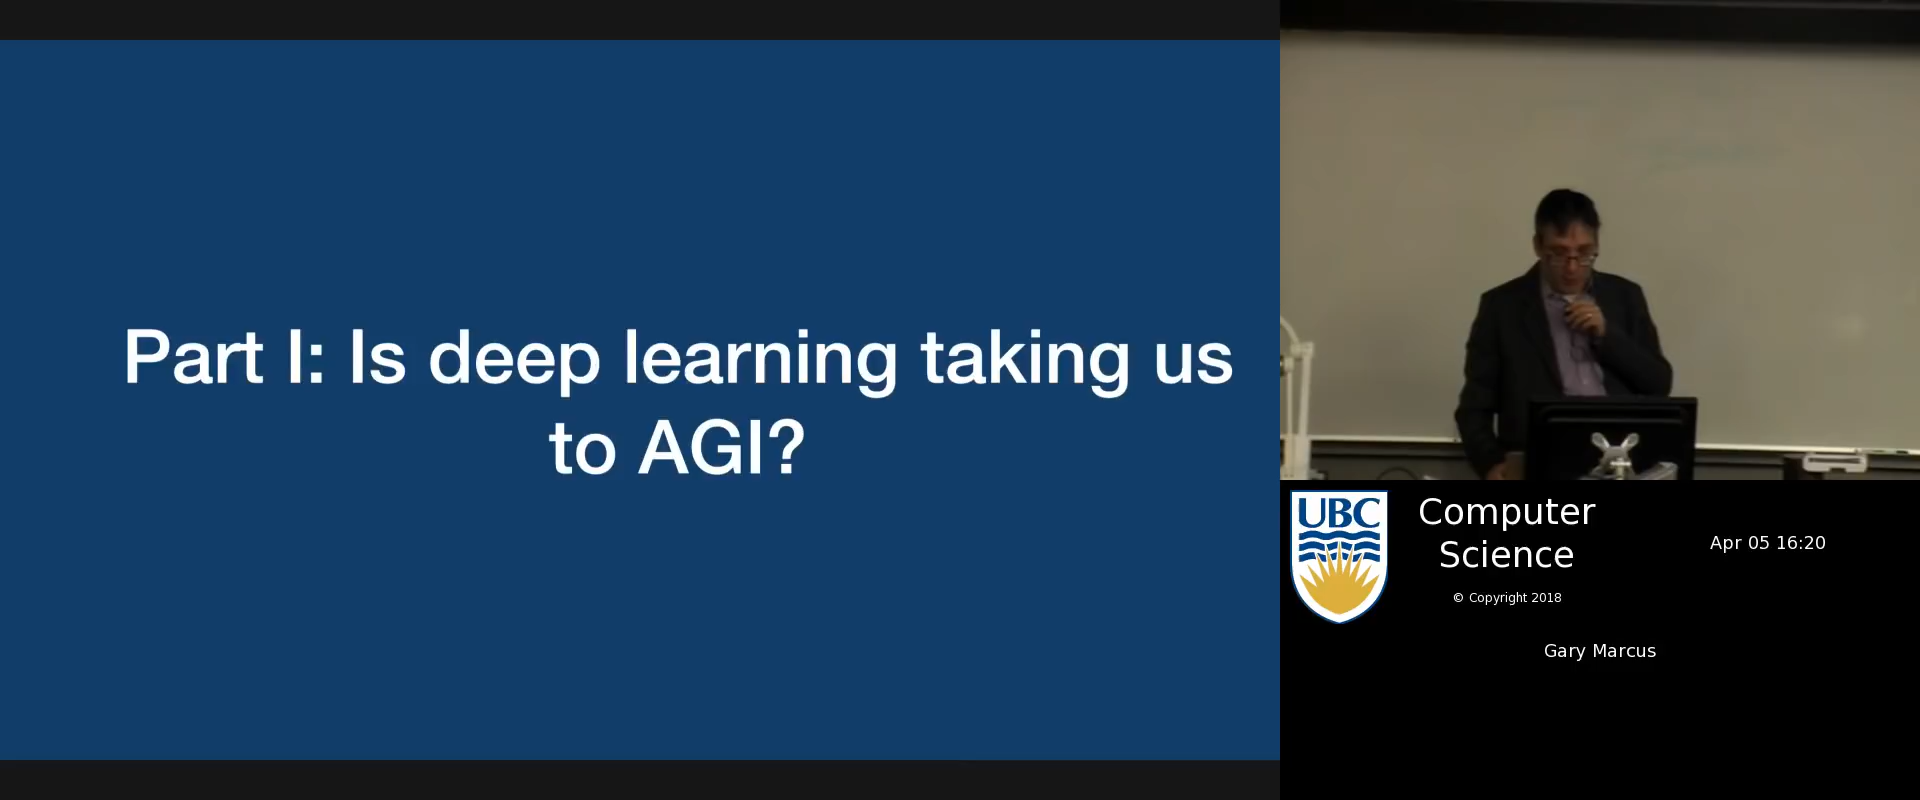 Part I: Is deep learning taking us
to AGI?
UBC
Computer
Science
Apr 05 16:20
© Copyright 2018
Gary Marcus